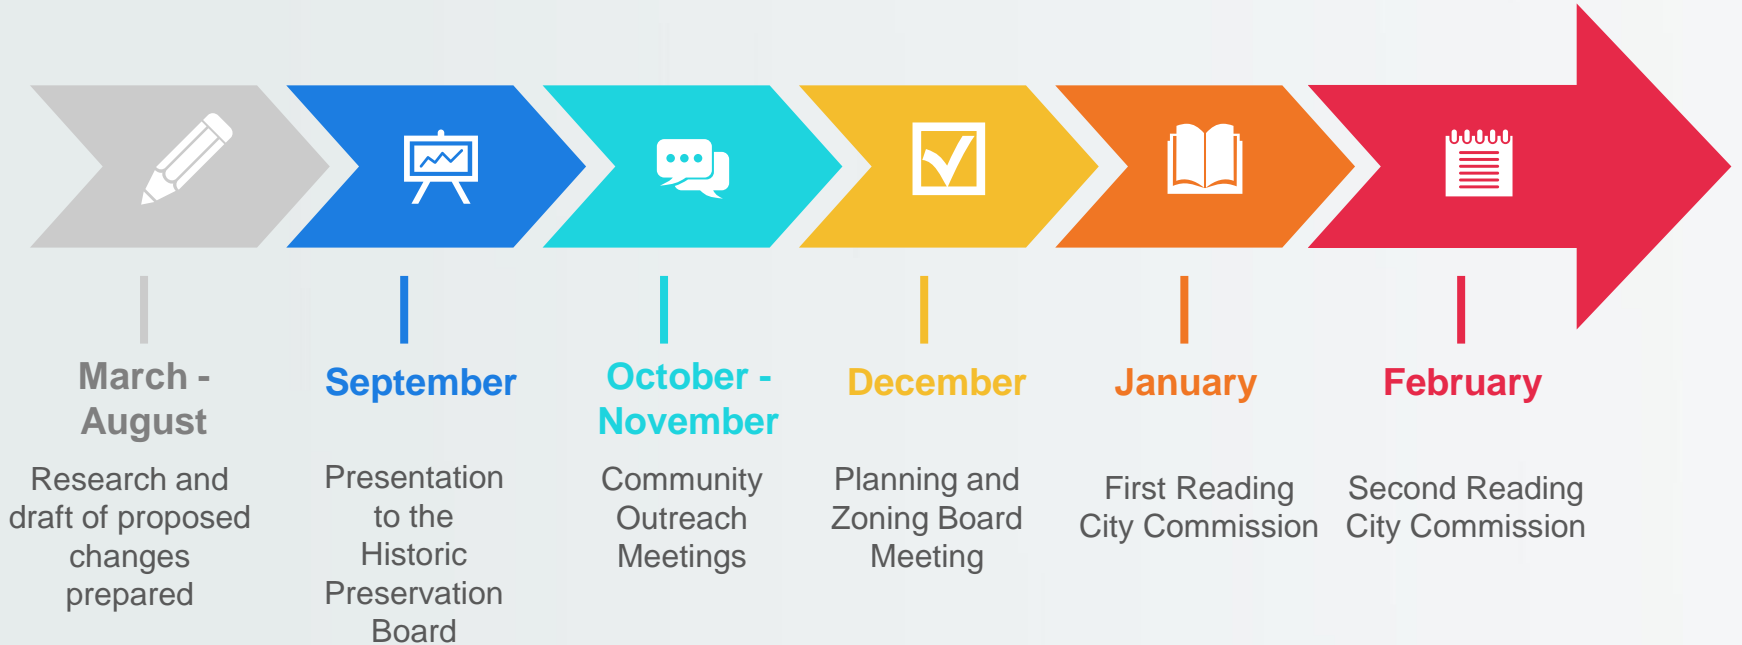 March -
August
Research and
draft of proposed
changes
prepared
September
Presentation
to the
Historic
Preservation
Board
October -
November
Community
Outreach
Meetings
December
Planning and
Zoning Board
Meeting
January
First Reading
City Commission
February
Second Reading
City Commission